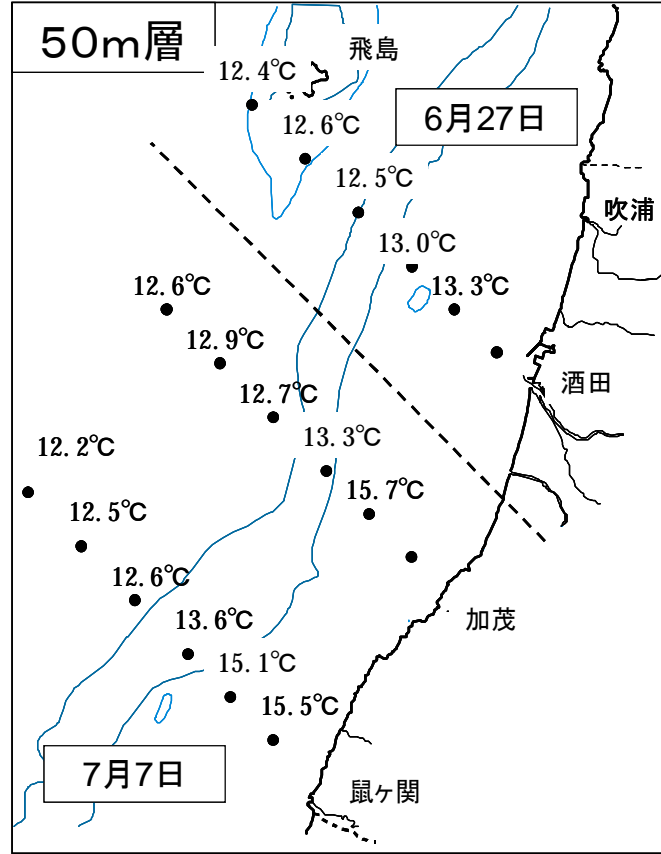 50m層
飛島
12.4℃
6月27日
12.6℃
12.5℃
吹浦
13.0℃
12.6℃
13.3℃
12.9℃
酒田
12.7℃
13.3℃
12.2℃
15.7℃
12.5℃
12.6℃
加茂
13.6℃
15.1℃
15.5℃
7月7日
鼠ヶ関